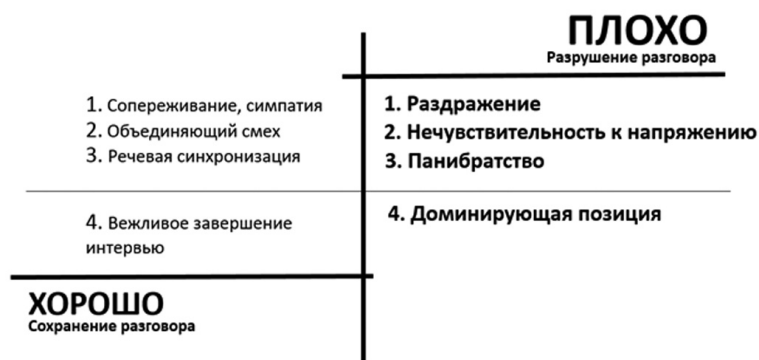 ПЛОХО
Разрушение разговора
1. Сопереживание, симпатия
2. Объединяющий смех
3. Речевая синхронизация
1. Раздражение
2. Нечувствительность к напряжению
3. Панибратство
4. Вежливое завершение
интервью
4. Доминирующая позиция
ХОРОШО
Сохранение разговора